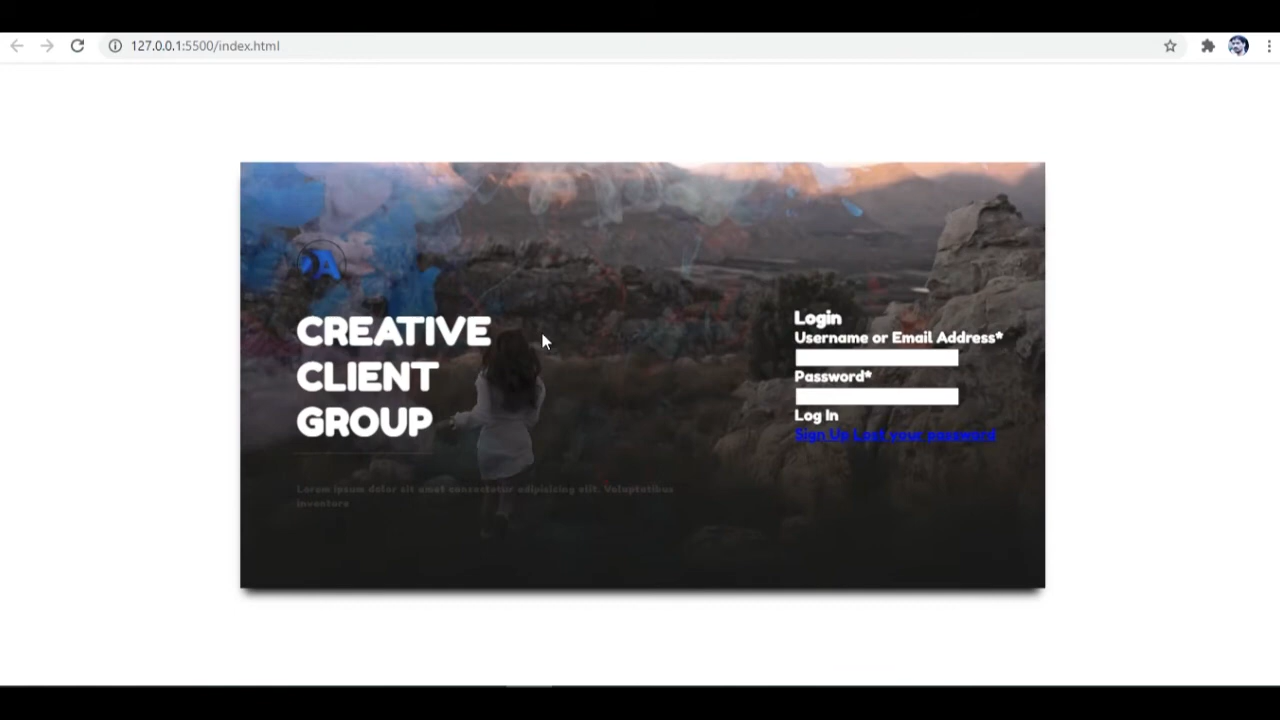 127.0.0.1:5500/index.html
A
CREATIVE
CLIENT
GROUP
Lorem ipsum dolor sit amet consectetur adipisicing elit. Voluptatibus
inventore
Login
Username or Email Address*
Password*
Log In
Sign Up Lost your password